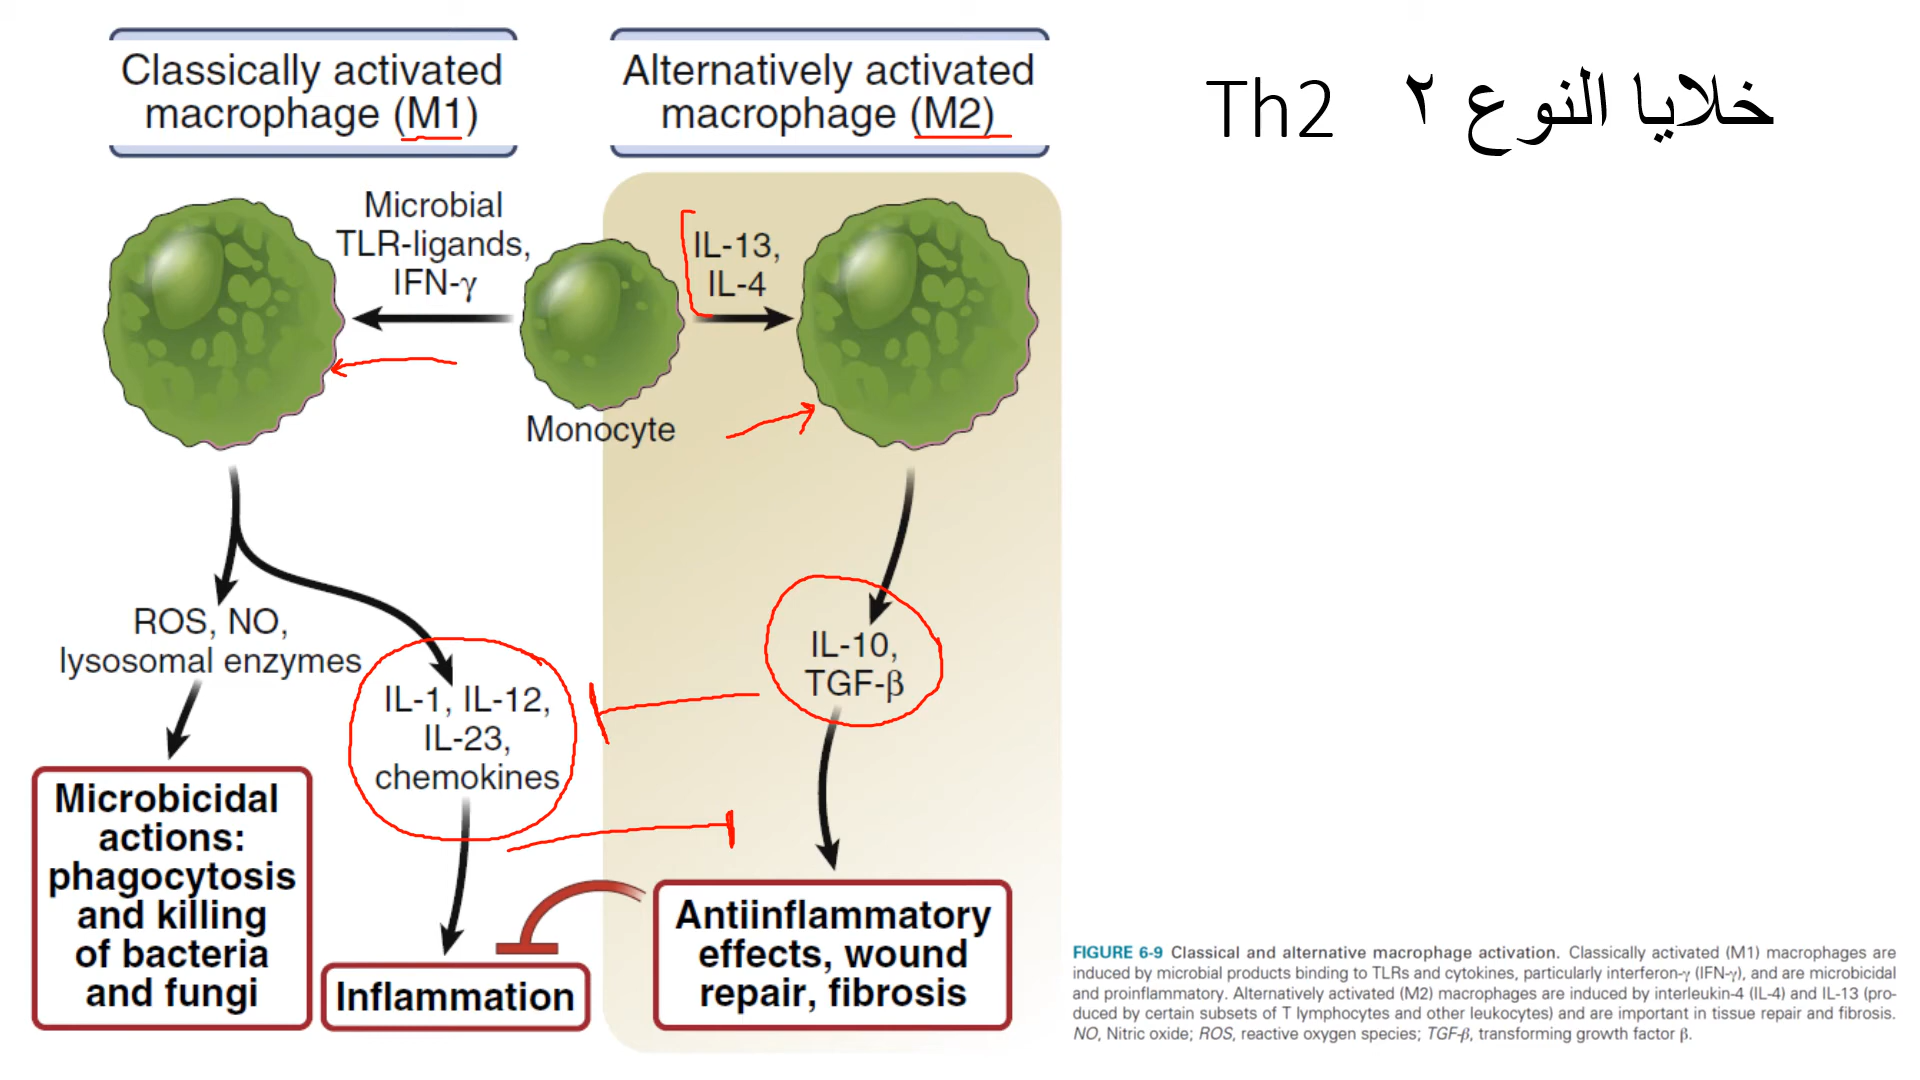 Classically activated
macrophage (M1)
Alternatively activated
macrophage (M2)
Th2 خلايا النوع ٢
Microbial
TLR-ligands,
IFN-γ
IL-13,
IL-4
Monocyte
ROS, NO,
lysosomal enzymes
IL-1, IL-12,
IL-23,
chemokines
IL-10,
TGF-β
Microbicidal
actions:
phagocytosis
and killing
of bacteria
and fungi
Inflammation
Antiinflammatory
effects, wound
repair, fibrosis
FIGURE 6-9 Classical and alternative macrophage activation. Classically activated (M1) macrophages are
induced by microbial products binding to TLRs and cytokines, particularly interferon-γ (IFN-γ), and are microbicidal
and proinflammatory. Alternatively activated (M2) macrophages are induced by interleukin-4 (IL-4) and IL-13 (pro-
duced by certain subsets of T lymphocytes and other leukocytes) and are important in tissue repair and fibrosis.
NO, Nitric oxide; ROS, reactive oxygen species; TGF-β, transforming growth factor β.